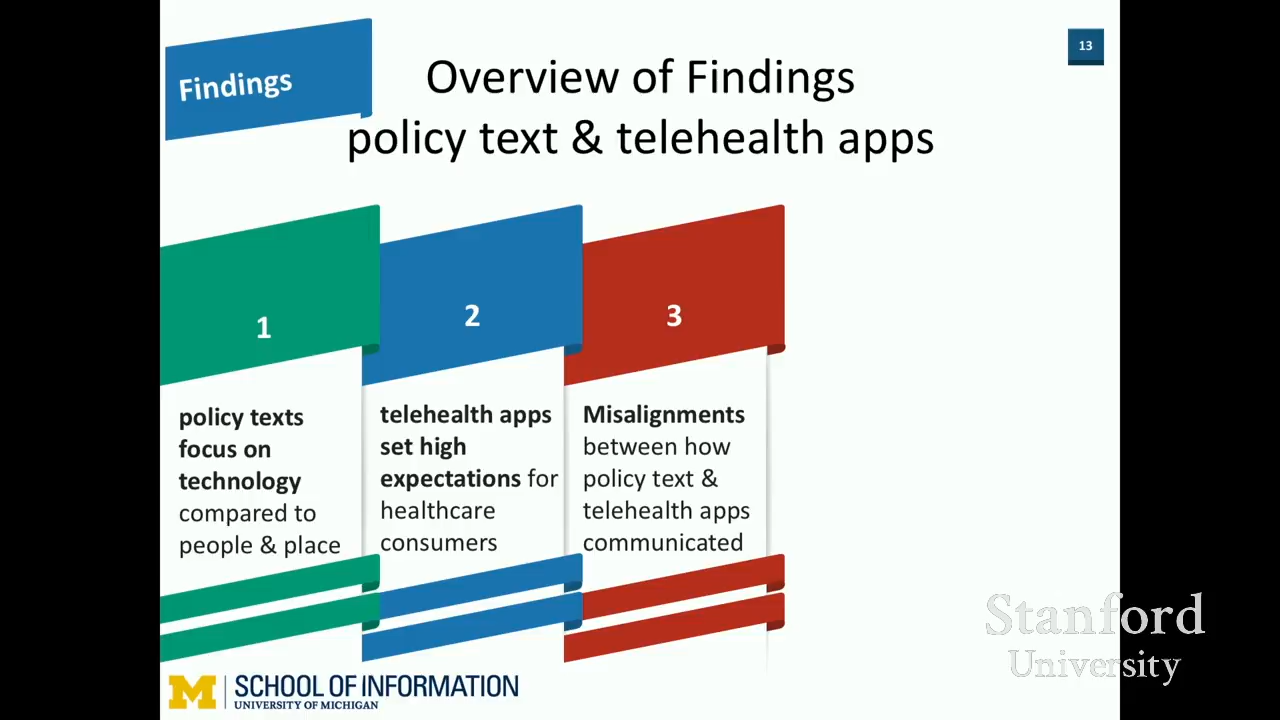 Findings
13
Overview of Findings
policy text & telehealth apps
1
policy texts
focus on
technology
compared to
people & place
2
telehealth apps
set high
expectations for
healthcare
consumers
3
Misalignments
between how
policy text &
telehealth apps
communicated
Stanford
University
M
SCHOOL OF INFORMATION
UNIVERSITY OF MICHIGAN